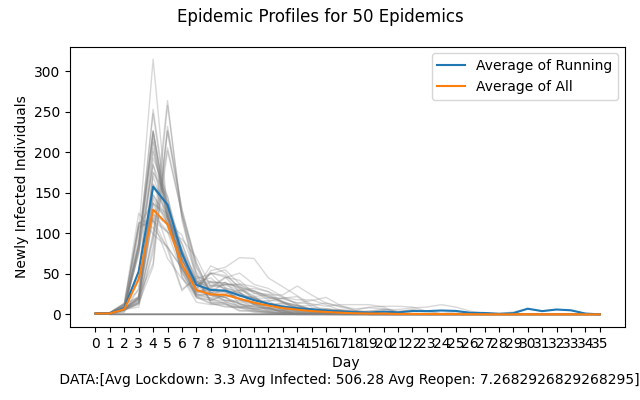 Epidemic Profiles for 50 Epidemics
Average of Running
Average of All
Newly Infected Individuals
300
250
200
150
100
50
0
0 1 2 3 4 5 6 7 8 9 10 11 12 13 14 15 16 17 18 19 20 21 22 23 24 25 26 27 28 29 30 31 32 33 34 35
Day
DATA:[Avg Lockdown: 3.3 Avg Infected: 506.28 Avg Reopen: 7.2682926829268295]